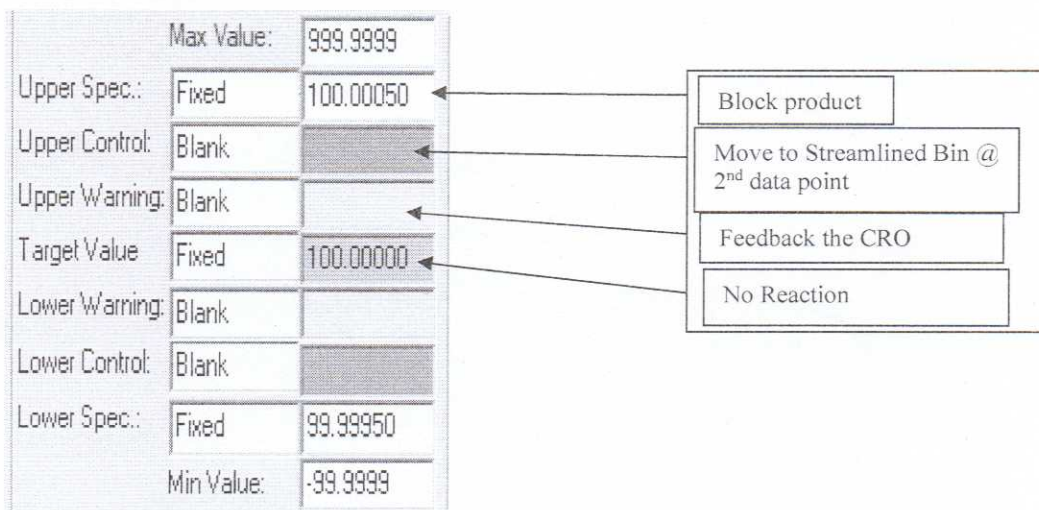 Max Value: 999.9999
Upper Spec.: Fixed 100.00050
Upper Control: Blank
Upper Warning: Blank
Target Value Fixed 100.00000
Lower Warning: Blank
Lower Control: Blank
Lower Spec.: Fixed 99.99950
Min Value: -99.9999
Block product
Move to Streamlined Bin @
2nd data point
Feedback the CRO
No Reaction